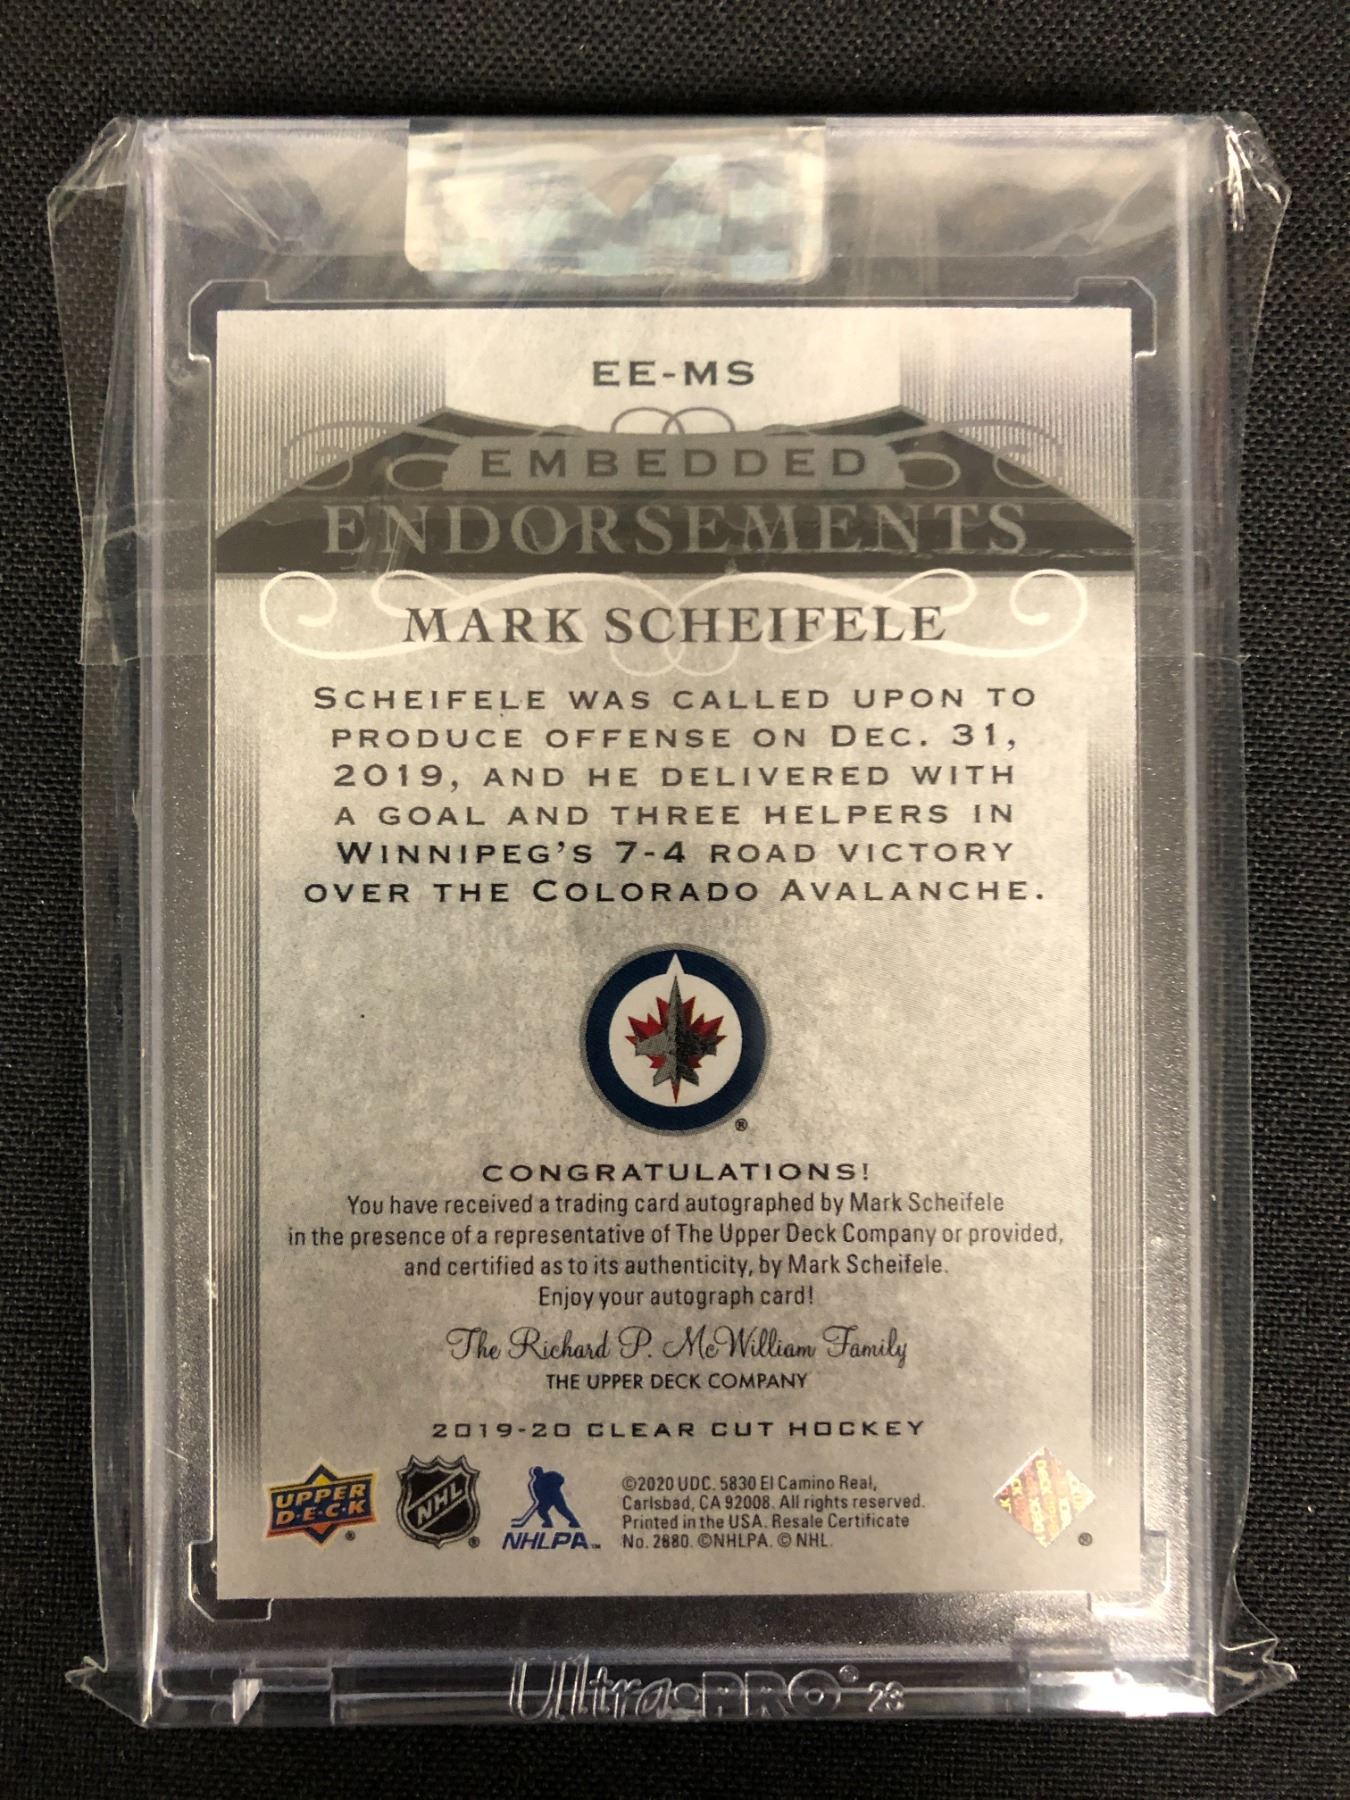 EE-MS
EMBEDDED
ENDORSEMENTS
MARK SCHEIFELE
SCHEIFELE WAS CALLED UPON TO
PRODUCE OFFENSE ON DEC. 31,
2019, AND HE DELIVERED WITH
A GOAL AND THREE HELPERS IN
WINNIPEG'S 7-4 ROAD VICTORY
OVER THE COLORADO AVALANCHE.
®
CONGRATULATIONS!
You have received a trading card autographed by Mark Scheifele
in the presence of a representative of The Upper Deck Company or provided,
and certified as to its authenticity, by Mark Scheifele.
Enjoy your autograph card!
The Richard P. McWilliam Family
THE UPPER DECK COMPANY
2019-20 CLEAR CUT HOCKEY
UPPER
D·E·C·K ®
NHL ®
NHLPA™
©2020 UDC. 5830 El Camino Real,
Carlsbad, CA 92008. All rights reserved.
Printed in the USA. Resale Certificate
No. 2880. ©NHLPA. © NHL.
®
Ultra·PRO® 23